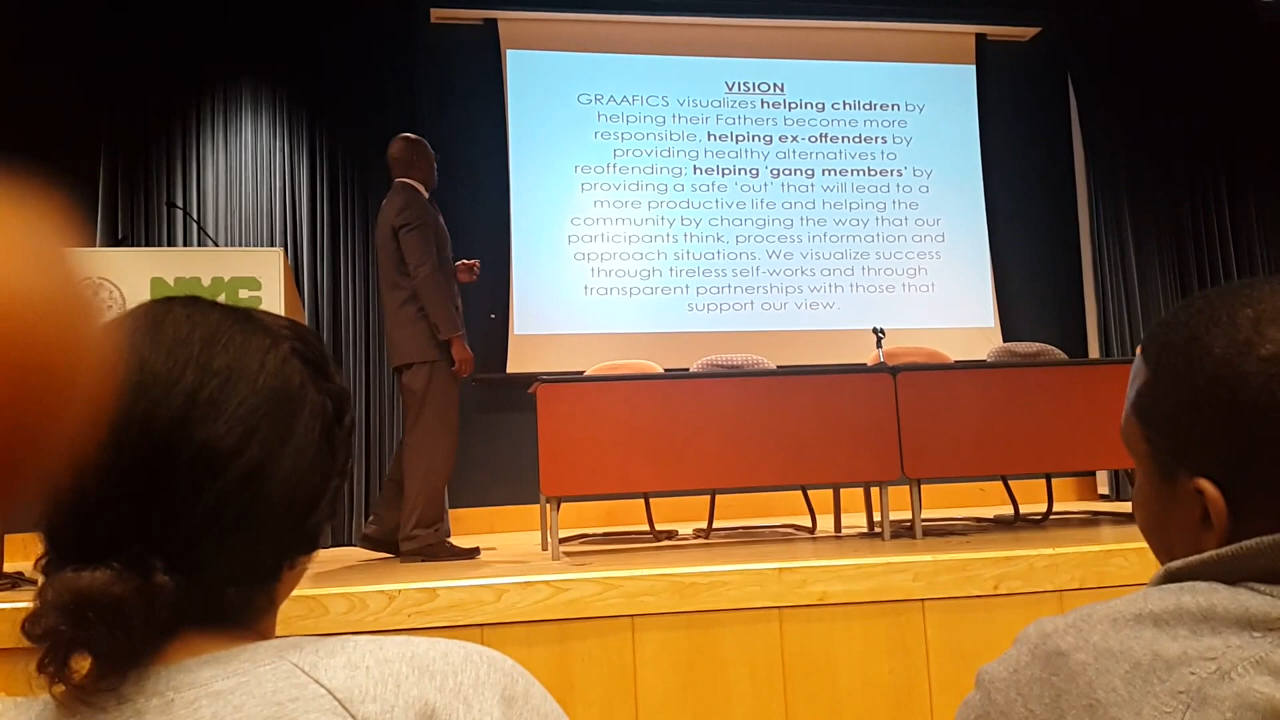 VISION
GRAAFICS visualizes helping children by
helping their Fathers become more
responsible, helping ex-offenders by
providing healthy alternatives to
reoffending; helping ‘gang members’ by
providing a safe ‘out’ that will lead to a
more productive life and helping the
community by changing the way that our
participants think, process information and
approach situations. We visualize success
through tireless self-works and through
transparent partnerships with those that
support our view.
NYC